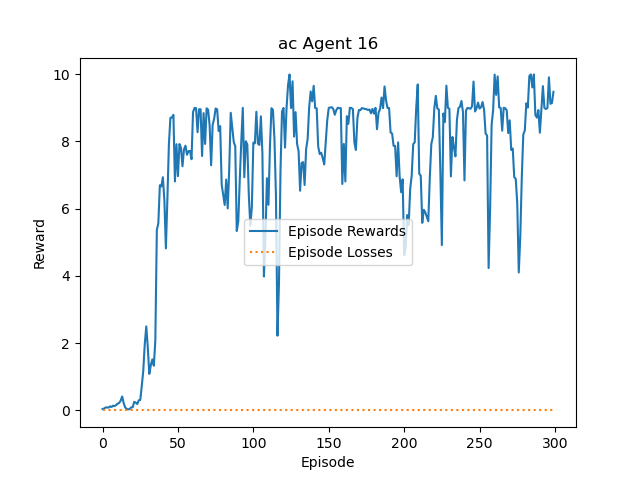 ac Agent 16
10
8
6
4
2
0
Reward
Episode Rewards
Episode Losses
0 50 100 150 200 250 300
Episode